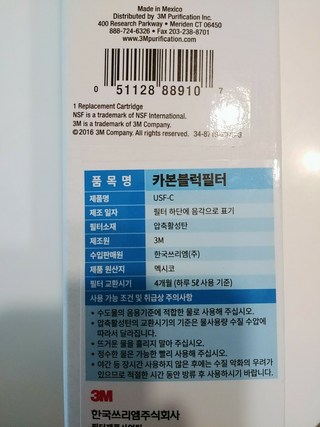 Made in Mexico
Distributed by 3M Purification Inc.
400 Research Parkway • Meriden CT 06450
888-724-6326 • Fax 203-238-8701
www.3Mpurification.com
0 51128 88910 7
1 Replacement Cartridge
NSF is a trademark of NSF International.
3M is a trademark of 3M Company.
©2016 3M Company. All rights reserved.
품 목 명 카본블럭필터
제품명 USF-C
제조 일자 필터 하단에 음각으로 표기
필터소재 압축활성탄
제조원 3M
수입판매원 한국쓰리엠(주)
제품 원산지 멕시코
필터 교환시기 4개월 (하루 5ℓ 사용 기준)
사용 가능 조건 및 취급상 주의사항
• 수도물의 음용기준에 적합한 물로 사용해 주십시오.
• 압축활성탄의 교환시기의 기준은 물사용량 수질 수압에
따라서 달라집니다.
• 뜨거운 물을 흘리지 말아 주십시오.
• 정수한 물은 가능한 빨리 사용해 주십시오.
• 야간 등 장시간 사용하지 않은 후에는 수질 악화의 우려가
있으므로 적절한 시간 동안 방류 후 사용하시기 바랍니다.
3M
한국쓰리엠주식회사